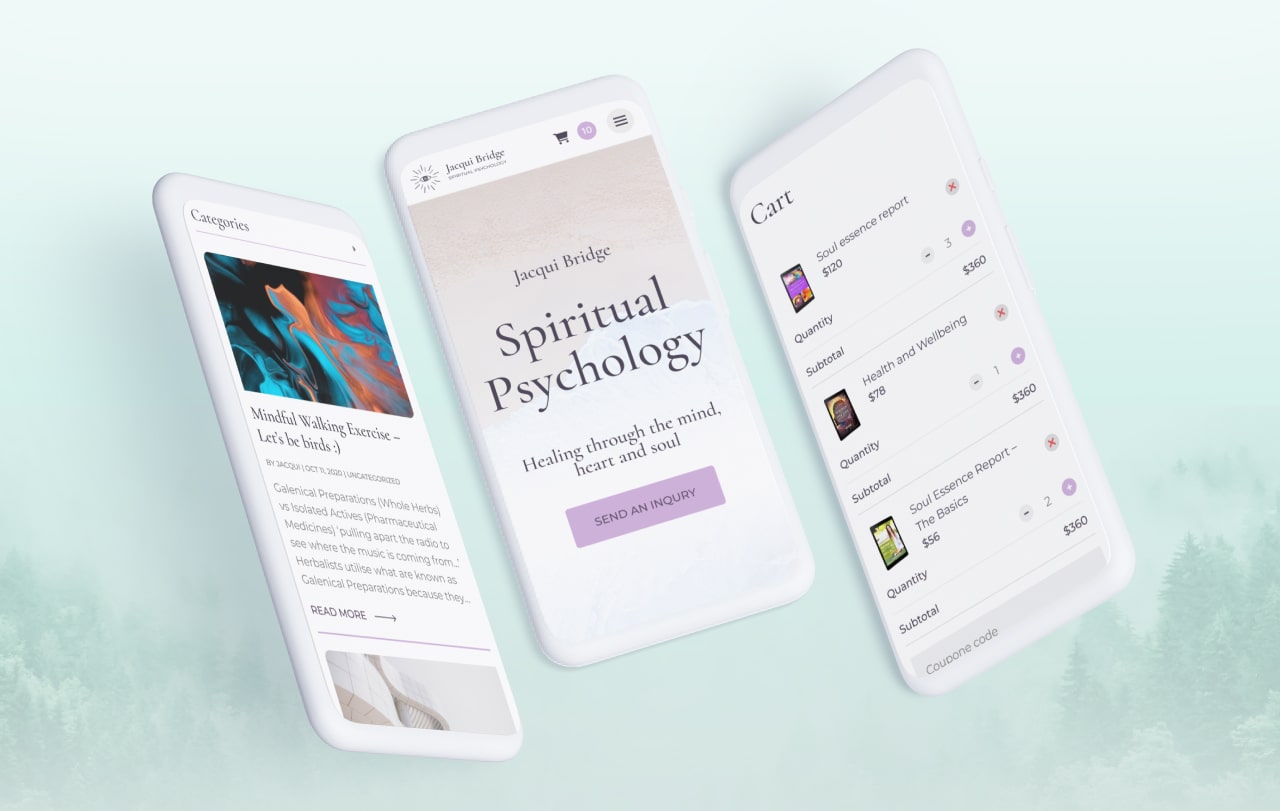 Categories
Mindful Walking Exercise –
Let's be birds :)
BY JACQUI | OCT 11, 2020 | UNCATEGORIZED
Galenical Preparations (Whole Herbs)
vs Isolated Actives (Pharmaceutical
Medicines) 'pulling apart the radio to
see where the music is coming from...'
Herbalists utilise what are known as
Galenical Preparations because they...
READ MORE
Jacqui Bridge
SPIRITUAL PSYCHOLOGY
10
Jacqui Bridge
Spiritual
Psychology
Healing through the mind,
heart and soul
SEND AN INQURY
Cart
Soul essence report
$120
Quantity
- 3 +
Subtotal
$360
Health and Wellbeing
$78
Quantity
- 1 +
Subtotal
$360
Soul Essence Report –
The Basics
$56
Quantity
- 2 +
Subtotal
$360
Coupone code